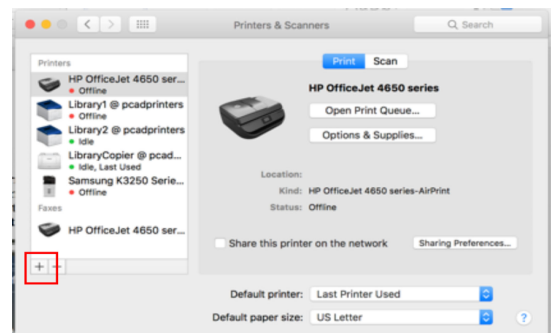 Printers & Scanners
Search
Printers
HP OfficeJet 4650 ser...
Offline
Library1 @ pcadprinters
Offline
Library2 @ pcadprinters
Idle
LibraryCopier @ pcad...
Idle, Last Used
Samsung K3250 Serie...
Offline
Faxes
HP OfficeJet 4650 ser...
+ −
Print Scan
HP OfficeJet 4650 series
Open Print Queue...
Options & Supplies...
Location:
Kind: HP OfficeJet 4650 series-AirPrint
Status: Offline
Share this printer on the network Sharing Preferences...
Default printer: Last Printer Used
Default paper size: US Letter ?